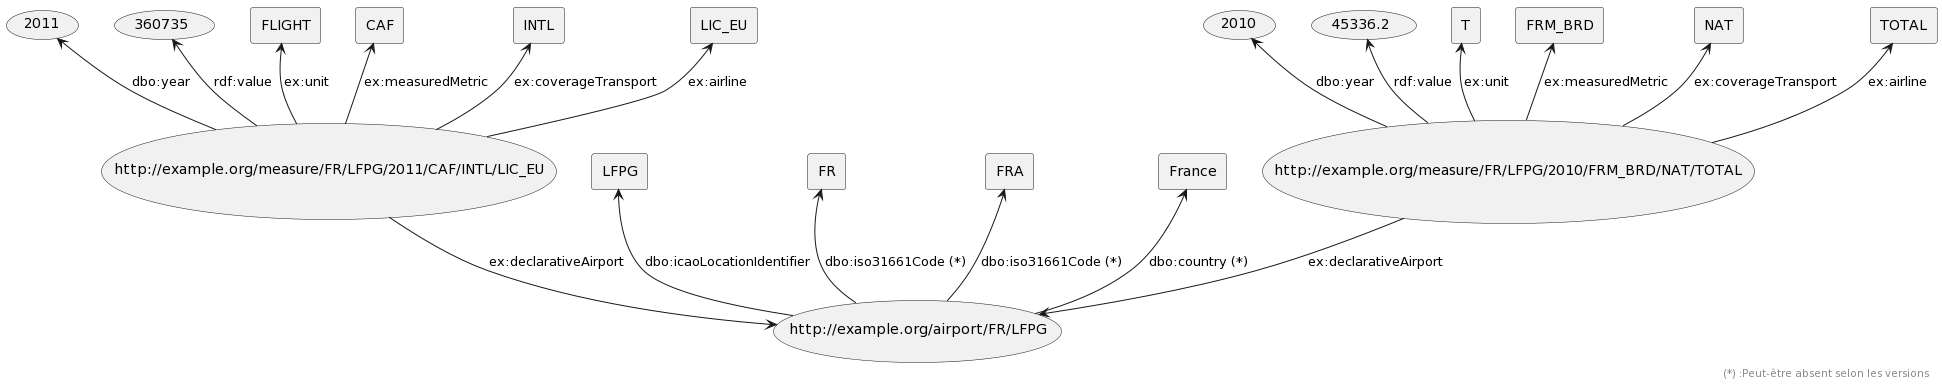 2011
360735
FLIGHT
CAF
INTL
LIC_EU
2010
45336.2
T
FRM_BRD
NAT
TOTAL
dbo:year
rdf:value
ex:unit
ex:measuredMetric
ex:coverageTransport
ex:airline
dbo:year
rdf:value
ex:unit
ex:measuredMetric
ex:coverageTransport
ex:airline
http://example.org/measure/FR/LFPG/2011/CAF/INTL/LIC_EU
LFPG
FR
FRA
France
http://example.org/measure/FR/LFPG/2010/FRM_BRD/NAT/TOTAL
ex:declarativeAirport
dbo:icaoLocationIdentifier
dbo:iso31661Code (*)
dbo:iso31661Code (*)
dbo:country (*)
ex:declarativeAirport
http://example.org/airport/FR/LFPG
(*) :Peut-être absent selon les versions